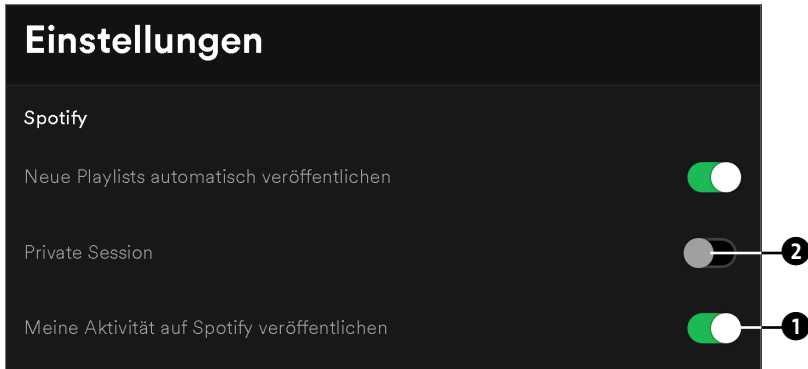 Einstellungen
Spotify
Neue Playlists automatisch veröffentlichen
Private Session
2
Meine Aktivität auf Spotify veröffentlichen
1